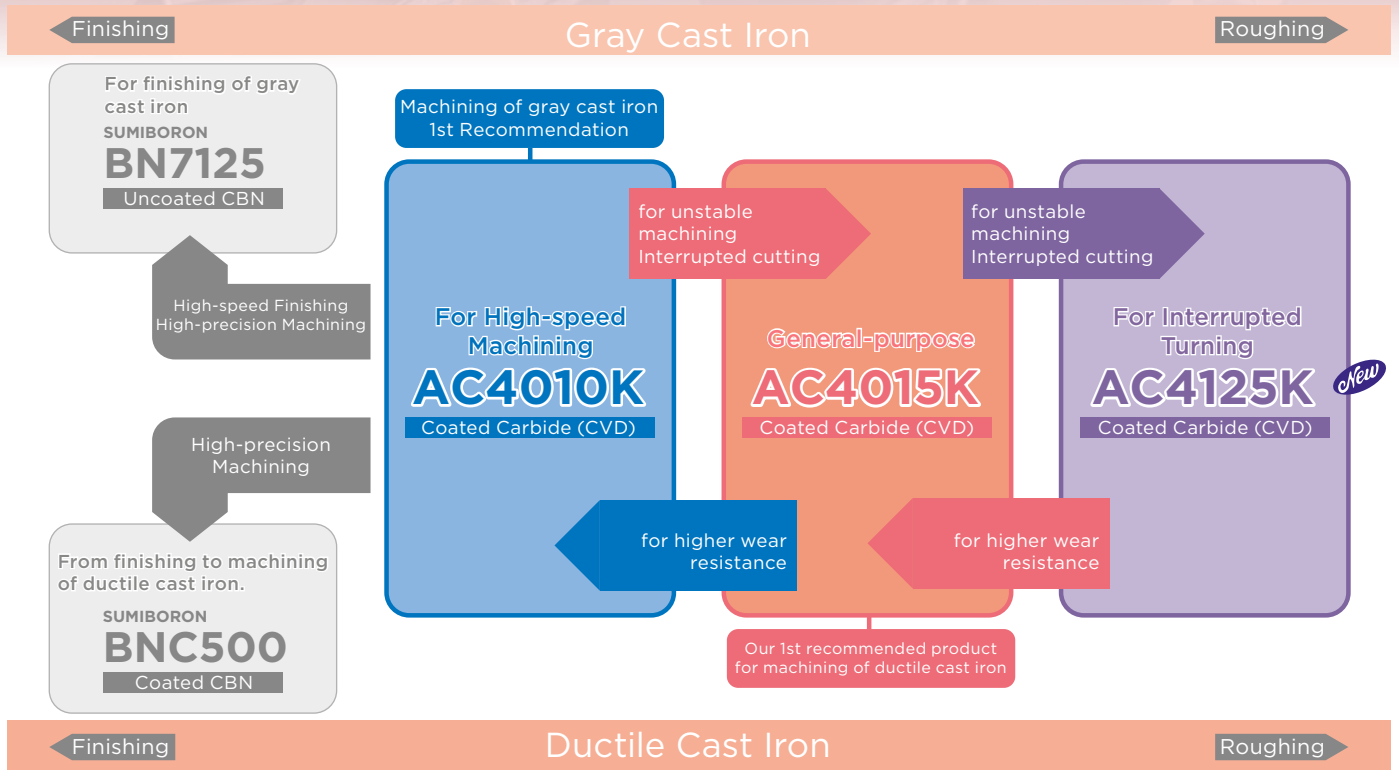 Finishing
Gray Cast Iron
Roughing
For finishing of gray
cast iron
SUMIBORON
BN7125
Uncoated CBN
High-speed Finishing
High-precision Machining
High-precision
Machining
From finishing to machining
of ductile cast iron.
SUMIBORON
BNC500
Coated CBN
Machining of gray cast iron
1st Recommendation
For High-speed
Machining
AC4010K
Coated Carbide (CVD)
for unstable
machining
Interrupted cutting
for higher wear
resistance
General-purpose
AC4015K
Coated Carbide (CVD)
Our 1st recommended product
for machining of ductile cast iron
for unstable
machining
Interrupted cutting
for higher wear
resistance
For Interrupted
Turning
AC4125K
Coated Carbide (CVD)
New
Finishing
Ductile Cast Iron
Roughing